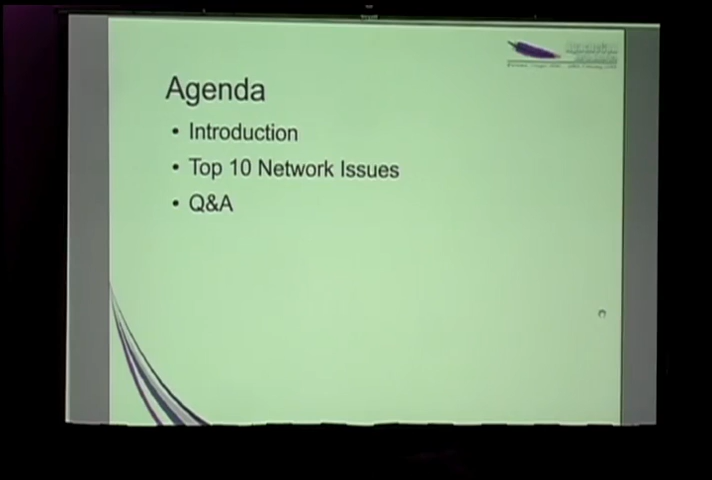 Agenda
• Introduction
• Top 10 Network Issues
• Q&A